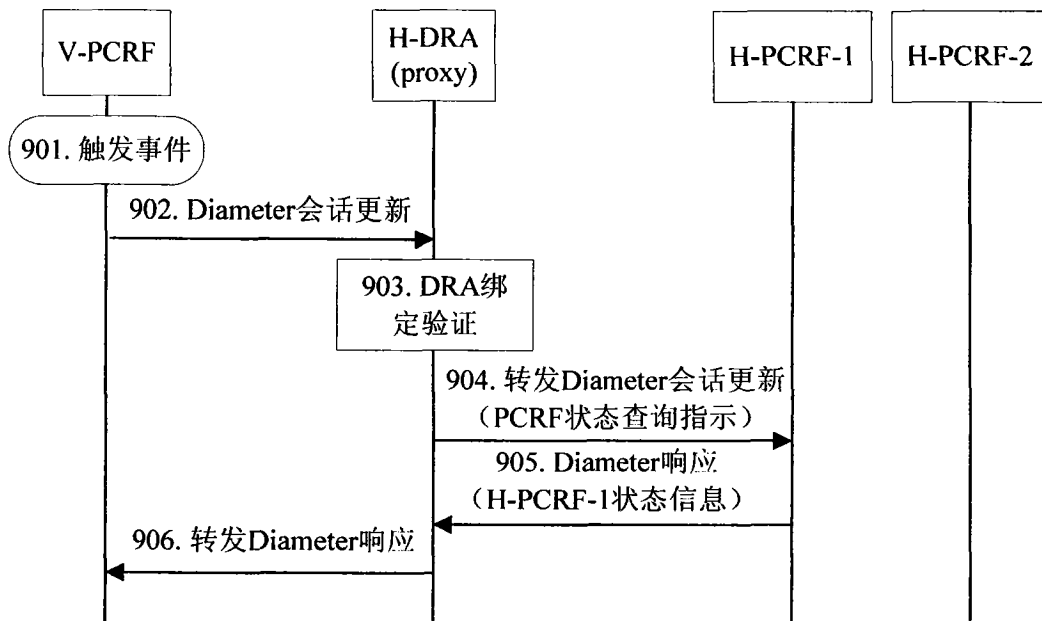 V-PCRF
H-DRA
(proxy)
H-PCRF-1
H-PCRF-2
901. 触发事件
902. Diameter会话更新
903. DRA绑
定验证
904. 转发Diameter会话更新
（PCRF状态查询指示）
905. Diameter响应
（H-PCRF-1状态信息）
906. 转发Diameter响应